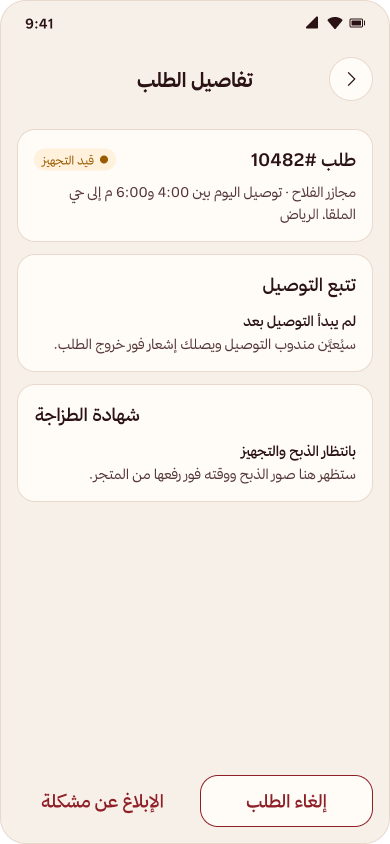 9:41
تفاصيل الطلب
طلب #10482
قيد التجهيز
مجازر الفلاح · توصيل اليوم بين 4:00 و6:00 م إلى حي
الملقا، الرياض
تتبع التوصيل
لم يبدأ التوصيل بعد
سيُعيَّن مندوب التوصيل ويصلك إشعار فور خروج الطلب.
شهادة الطزاجة
بانتظار الذبح والتجهيز
ستظهر هنا صور الذبح ووقته فور رفعها من المتجر.
إلغاء الطلب
الإبلاغ عن مشكلة